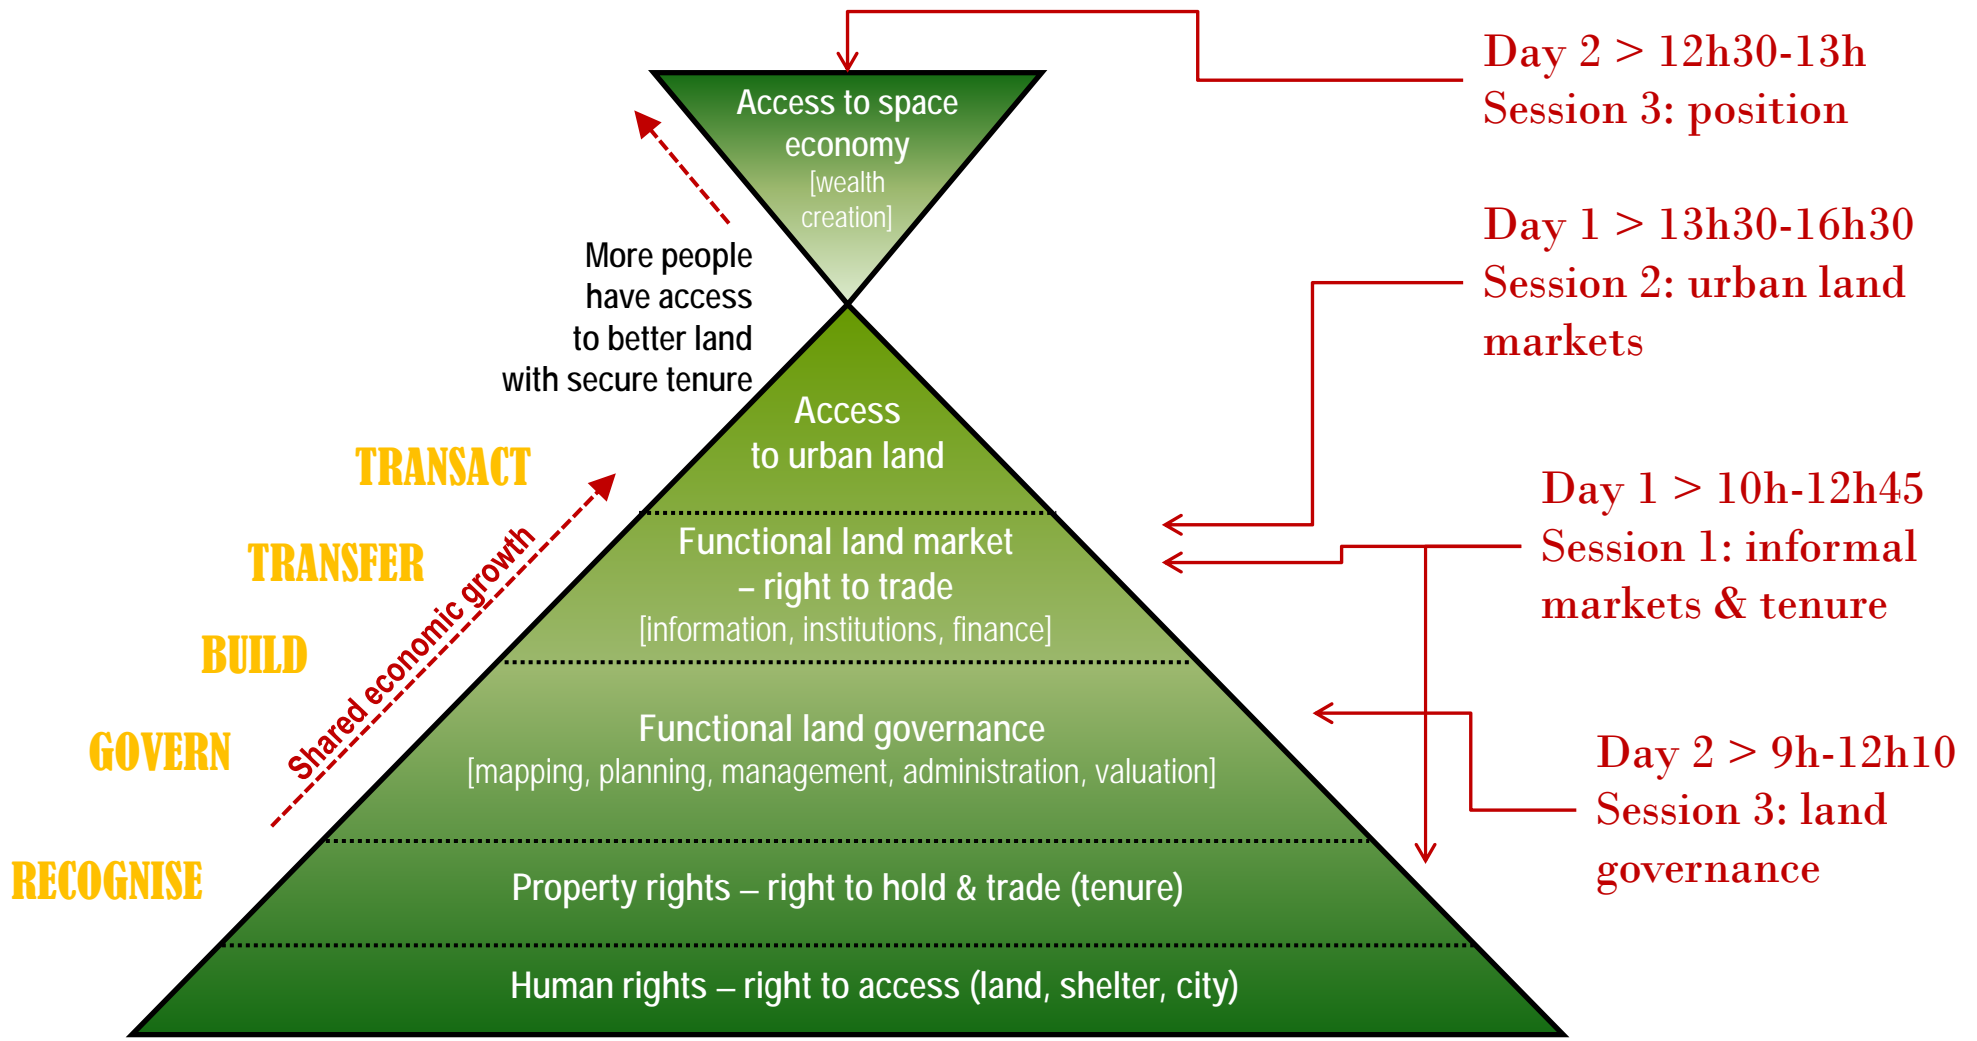 Access to space
economy
[wealth
creation]
More people
have access
to better land
with secure tenure
Access
to urban land
Functional land market
– right to trade
[information, institutions, finance]
Functional land governance
[mapping, planning, management, administration, valuation]
Property rights – right to hold & trade (tenure)
Human rights – right to access (land, shelter, city)
TRANSACT
TRANSFER
BUILD
GOVERN
RECOGNISE
Shared economic growth
Day 2 > 12h30-13h
Session 3: position
Day 1 > 13h30-16h30
Session 2: urban land
markets
Day 1 > 10h-12h45
Session 1: informal
markets & tenure
Day 2 > 9h-12h10
Session 3: land
governance